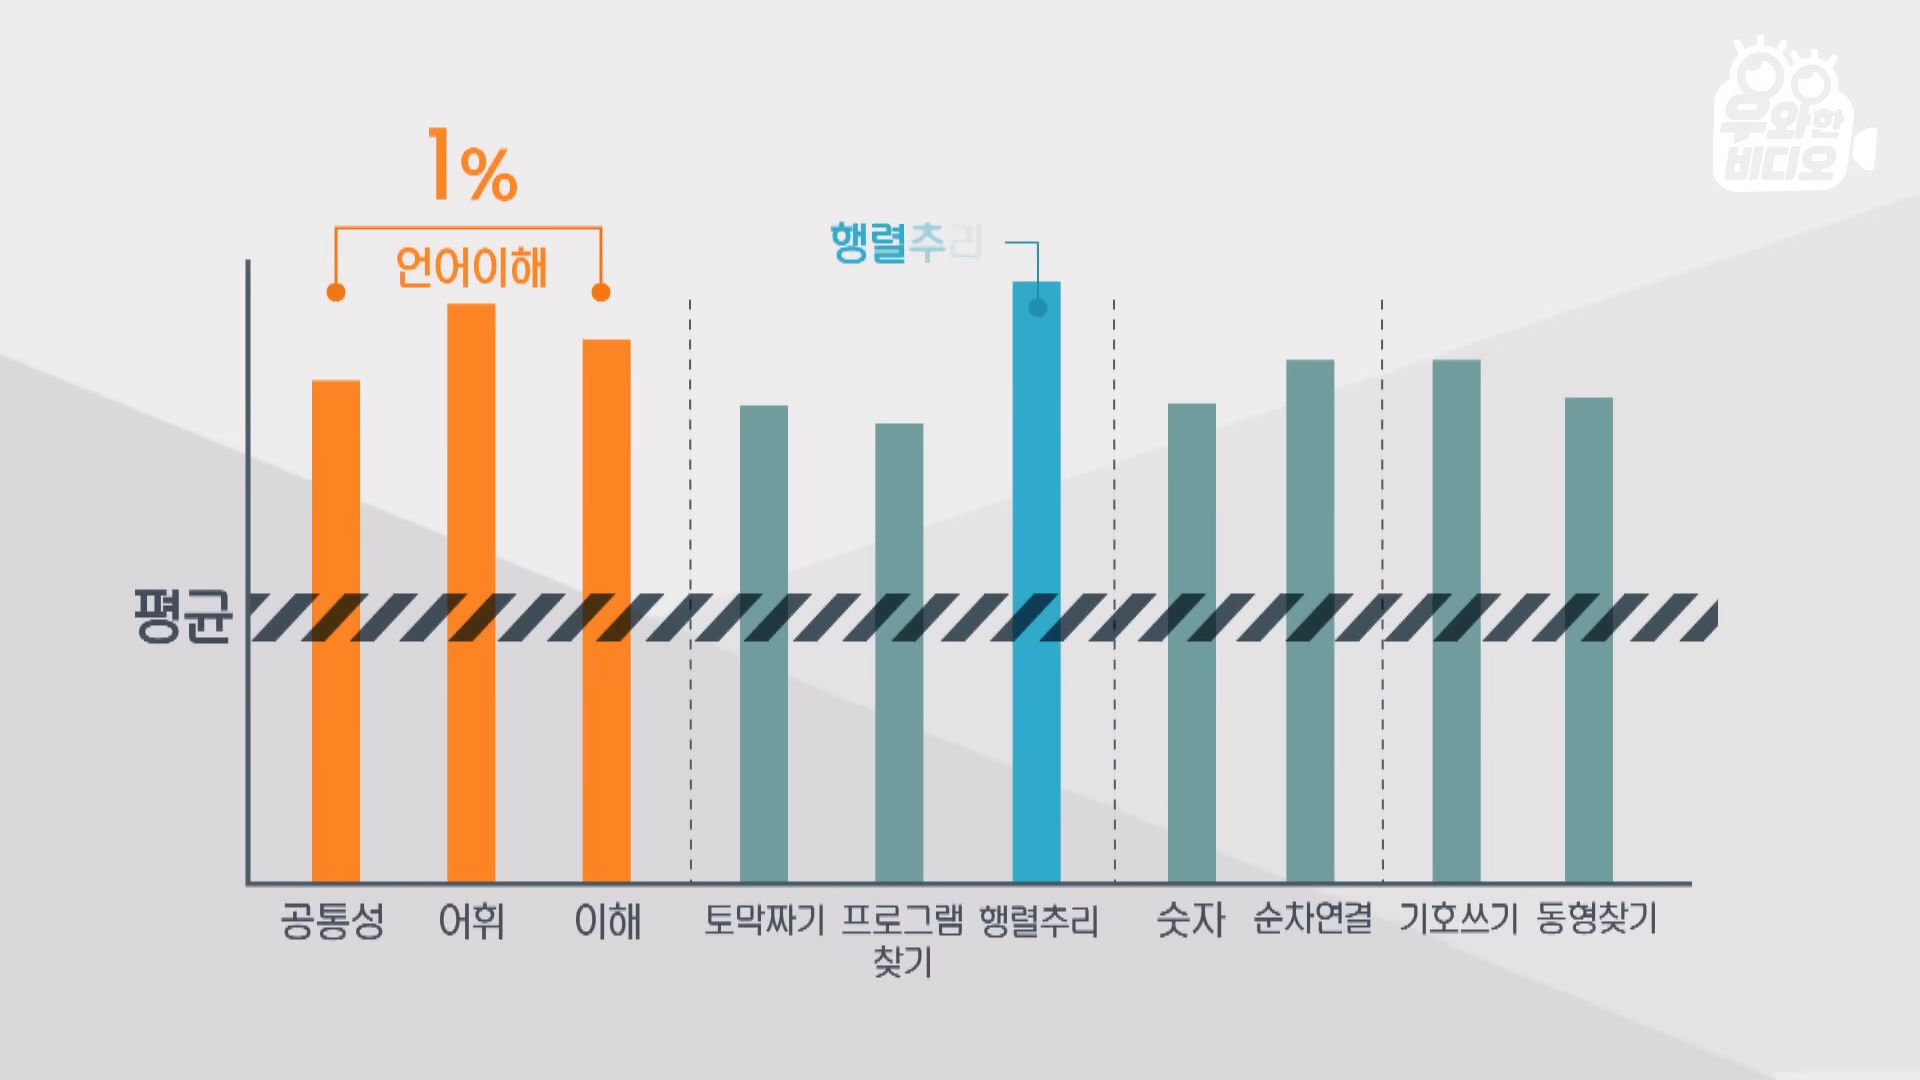 우와한
비디오
1%
언어이해
행렬추리
평균
공통성
어휘
이해
토막짜기
프로그램
찾기
행렬추리
숫자
순차연결
기호쓰기
동형찾기